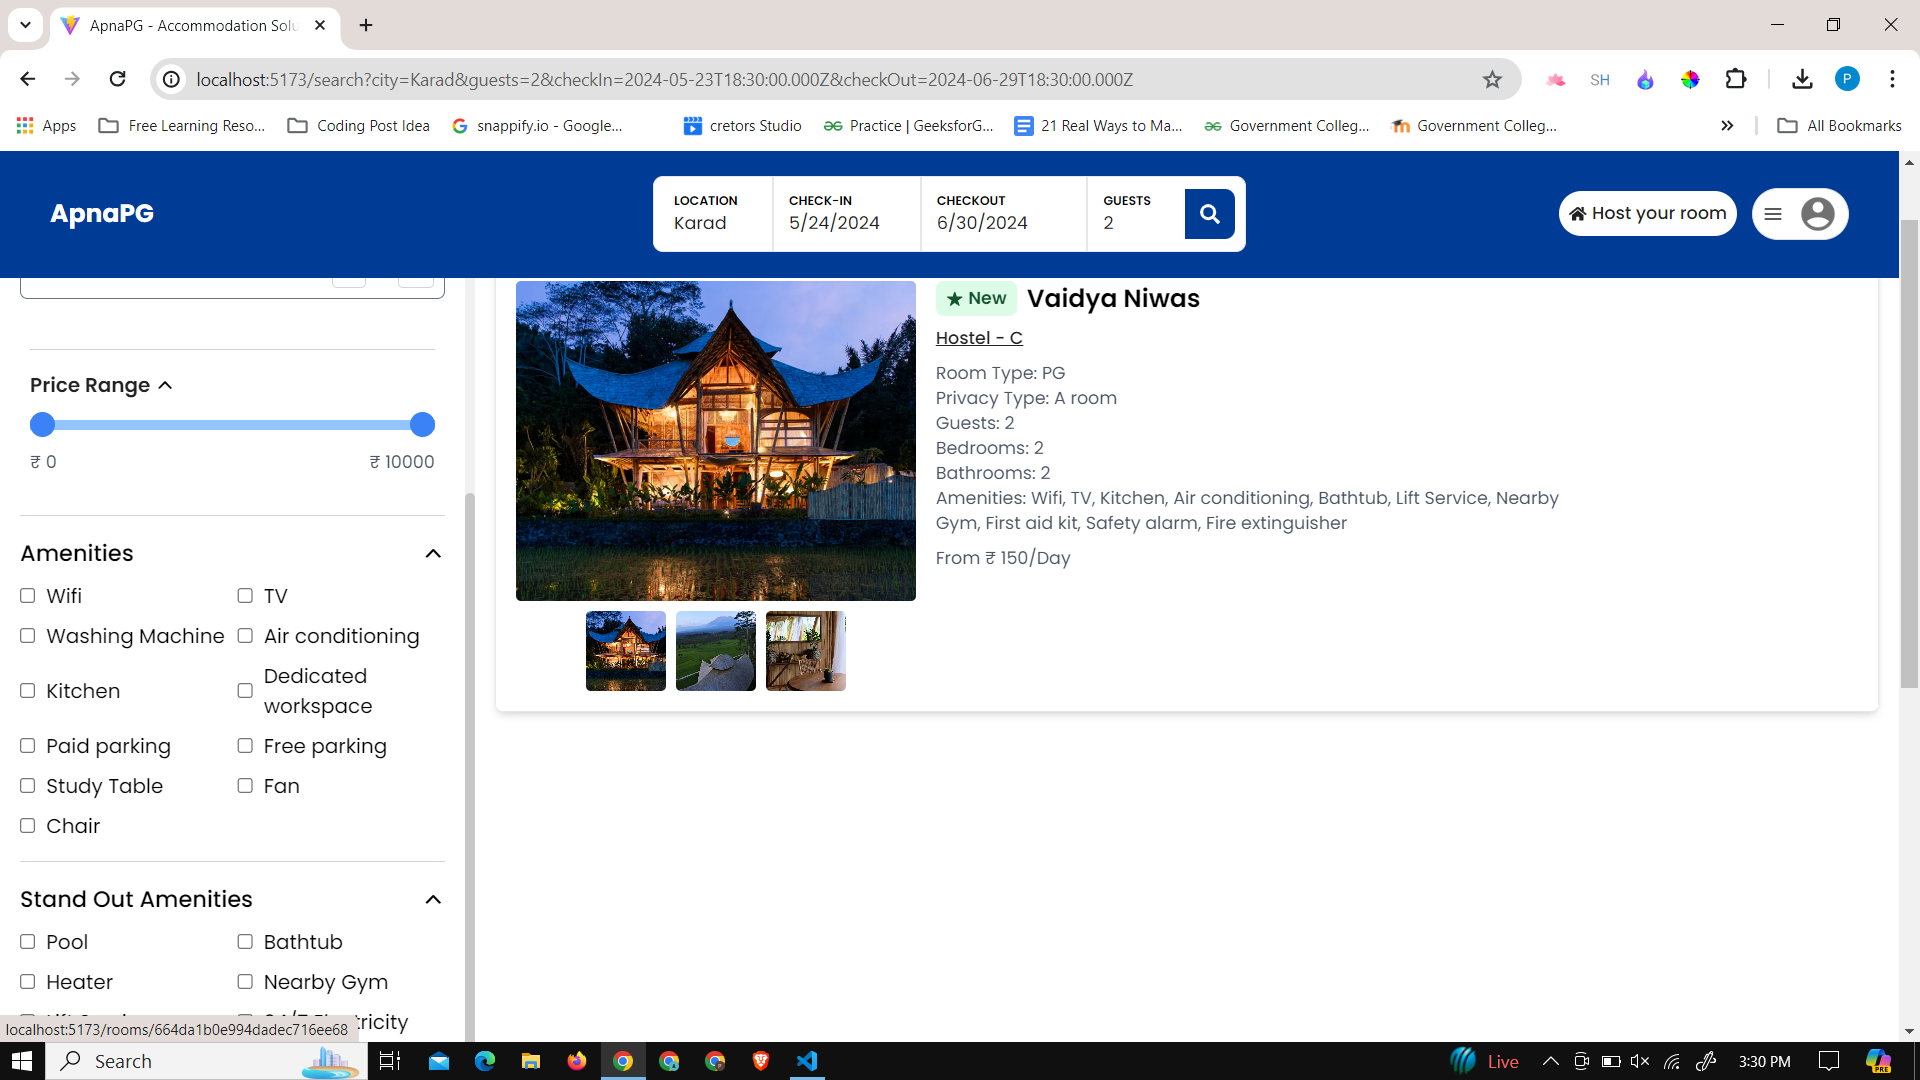 ApnaPG - Accommodation Solu
localhost:5173/search?city=Karad&guests=2&checkIn=2024-05-23T18:30:00.000Z&checkOut=2024-06-29T18:30:00.000Z
SH
P
Apps
Free Learning Reso...
Coding Post Idea
snappify.io - Google...
cretors Studio
Practice | GeeksforG...
21 Real Ways to Ma...
Government Colleg...
Government Colleg...
All Bookmarks
ApnaPG
LOCATION
Karad
CHECK-IN
5/24/2024
CHECKOUT
6/30/2024
GUESTS
2
Host your room
Price Range
₹ 0
₹ 10000
Amenities
Wifi
TV
Washing Machine
Air conditioning
Kitchen
Dedicated
workspace
Paid parking
Free parking
Study Table
Fan
Chair
Stand Out Amenities
Pool
Bathtub
Heater
Nearby Gym
New
Vaidya Niwas
Hostel - C
Room Type: PG
Privacy Type: A room
Guests: 2
Bedrooms: 2
Bathrooms: 2
Amenities: Wifi, TV, Kitchen, Air conditioning, Bathtub, Lift Service, Nearby
Gym, First aid kit, Safety alarm, Fire extinguisher
From ₹ 150/Day
localhost:5173/rooms/664da1b0e994dadec716ee68
Search
Live
3:30 PM
PRE